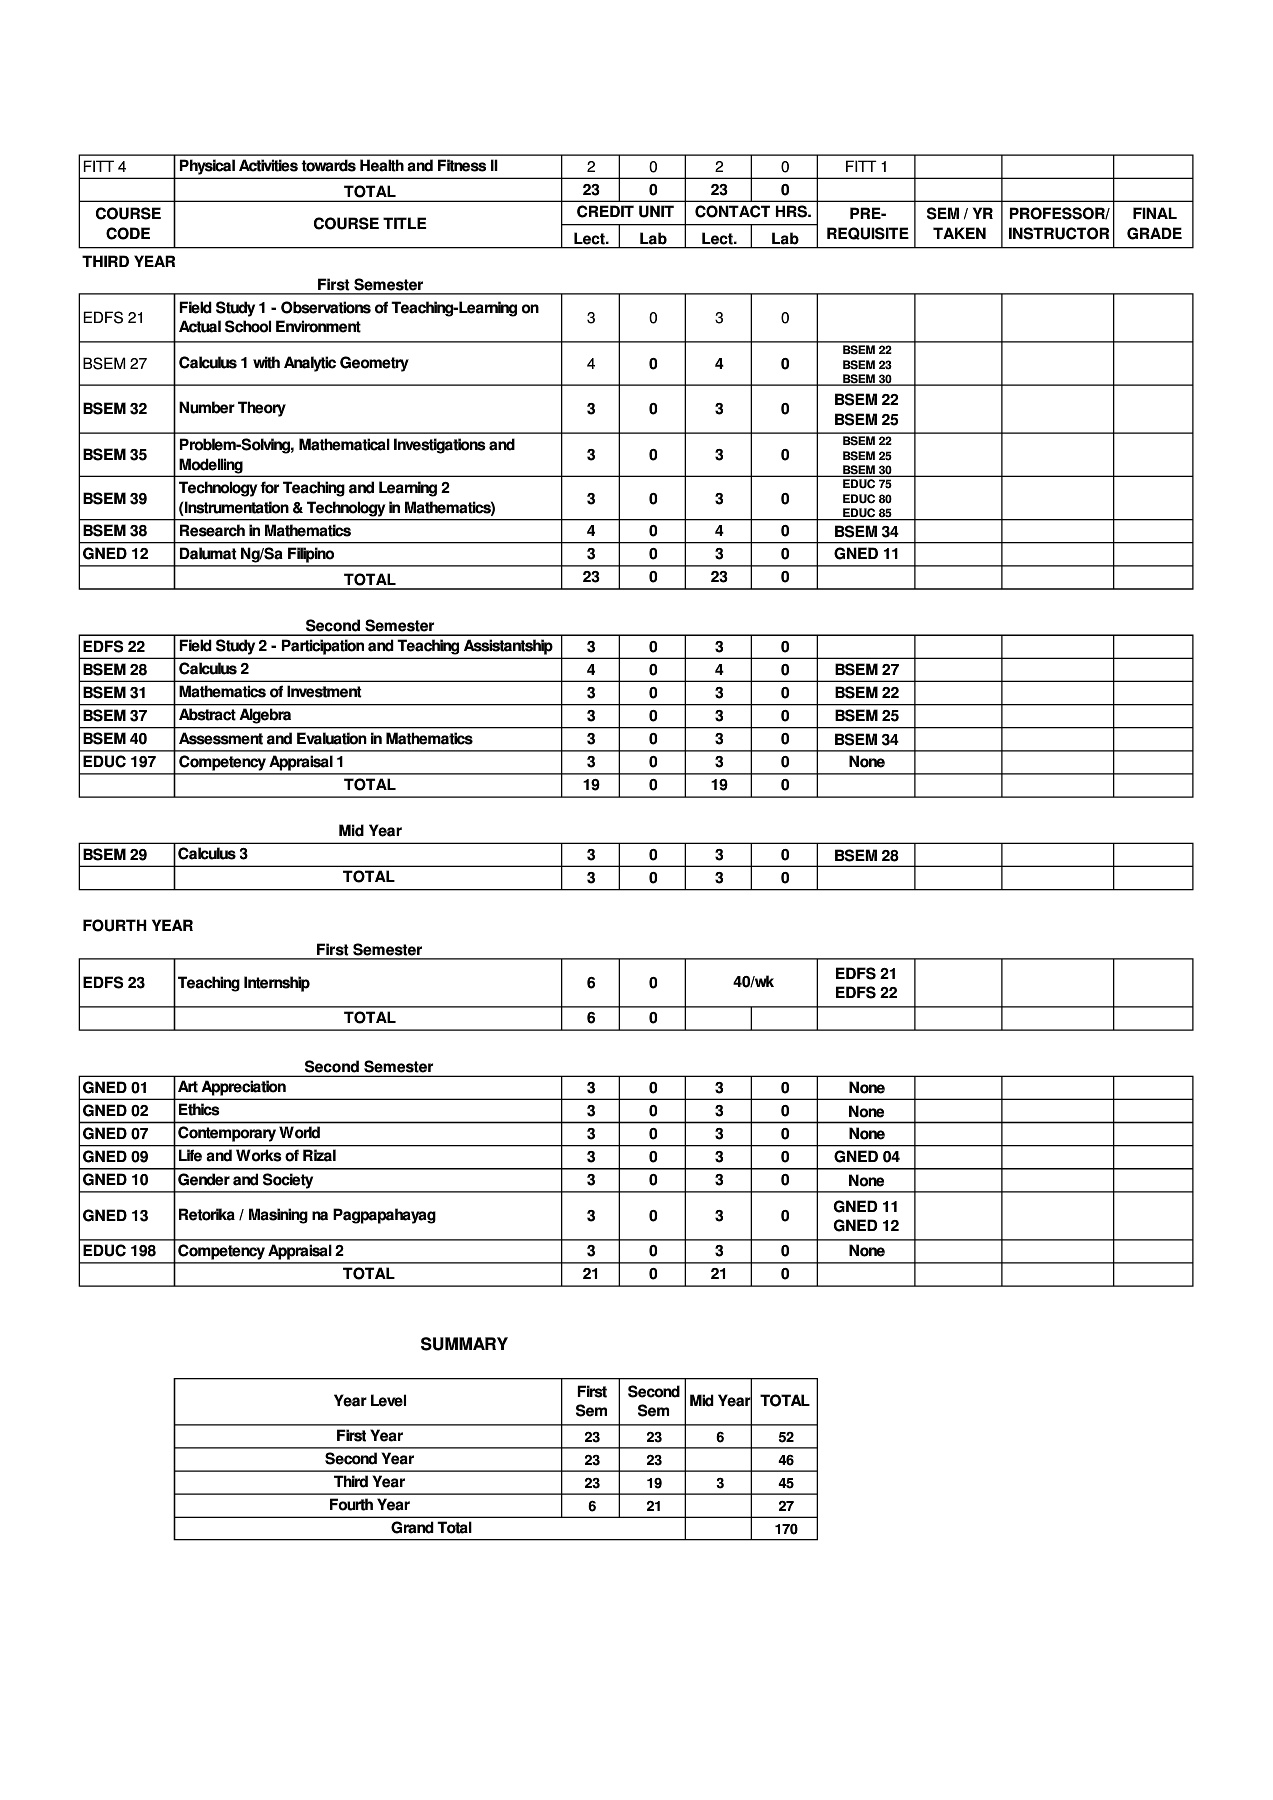 FITT 4 Physical Activities towards Health and Fitness II 2 0 2 0 FITT 1
TOTAL 23 0 23 0
COURSE CODE COURSE TITLE CREDIT UNIT CONTACT HRS. PRE-REQUISITE SEM / YR TAKEN PROFESSOR/ INSTRUCTOR FINAL GRADE
Lect. Lab Lect. Lab
THIRD YEAR
First Semester
EDFS 21 Field Study 1 - Observations of Teaching-Learning on Actual School Environment 3 0 3 0
BSEM 27 Calculus 1 with Analytic Geometry 4 0 4 0 BSEM 22 BSEM 23 BSEM 30
BSEM 32 Number Theory 3 0 3 0 BSEM 22 BSEM 25
BSEM 35 Problem-Solving, Mathematical Investigations and Modelling 3 0 3 0 BSEM 22 BSEM 25 BSEM 30
BSEM 39 Technology for Teaching and Learning 2 (Instrumentation & Technology in Mathematics) 3 0 3 0 EDUC 75 EDUC 80 EDUC 85
BSEM 38 Research in Mathematics 4 0 4 0 BSEM 34
GNED 12 Dalumat Ng/Sa Filipino 3 0 3 0 GNED 11
TOTAL 23 0 23 0
Second Semester
EDFS 22 Field Study 2 - Participation and Teaching Assistantship 3 0 3 0
BSEM 28 Calculus 2 4 0 4 0 BSEM 27
BSEM 31 Mathematics of Investment 3 0 3 0 BSEM 22
BSEM 37 Abstract Algebra 3 0 3 0 BSEM 25
BSEM 40 Assessment and Evaluation in Mathematics 3 0 3 0 BSEM 34
EDUC 197 Competency Appraisal 1 3 0 3 0 None
TOTAL 19 0 19 0
Mid Year
BSEM 29 Calculus 3 3 0 3 0 BSEM 28
TOTAL 3 0 3 0
FOURTH YEAR
First Semester
EDFS 23 Teaching Internship 6 0 40/wk EDFS 21 EDFS 22
TOTAL 6 0
Second Semester
GNED 01 Art Appreciation 3 0 3 0 None
GNED 02 Ethics 3 0 3 0 None
GNED 07 Contemporary World 3 0 3 0 None
GNED 09 Life and Works of Rizal 3 0 3 0 GNED 04
GNED 10 Gender and Society 3 0 3 0 None
GNED 13 Retorika / Masining na Pagpapahayag 3 0 3 0 GNED 11 GNED 12
EDUC 198 Competency Appraisal 2 3 0 3 0 None
TOTAL 21 0 21 0
SUMMARY
Year Level First Sem Second Sem Mid Year TOTAL
First Year 23 23 6 52
Second Year 23 23 46
Third Year 23 19 3 45
Fourth Year 6 21 27
Grand Total 170